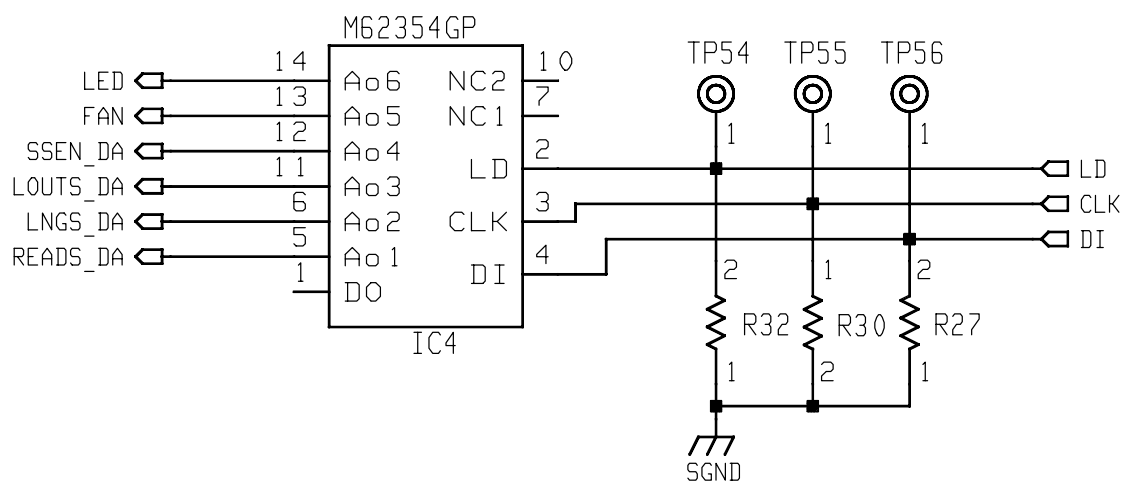 M62354GP
TP54 TP55 TP56
LED 14 Ao6 NC2 10
FAN 13 Ao5 NC1 7
1 1 1
SSEN_DA 12 Ao4
LD 2 LD
LOUTS_DA 11 Ao3
LNGS_DA 6 Ao2 CLK 3 CLK
READS_DA 5 Ao1
DI 4 DI
1 DO
2 1 2
R32 R30 R27
IC4
1 2 1
SGND